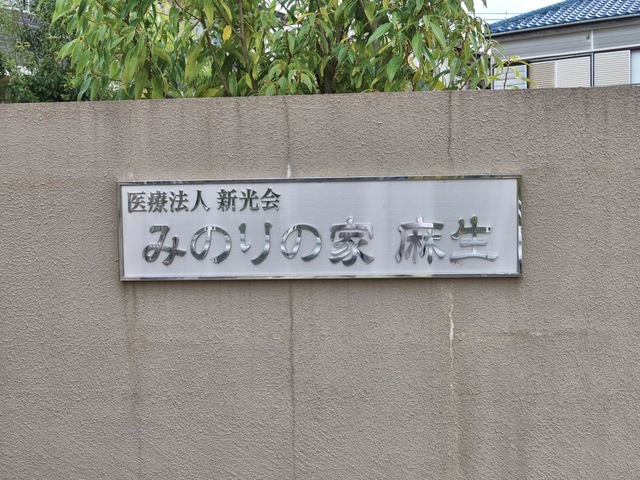 医療法人 新光会
みのりの家 麻生